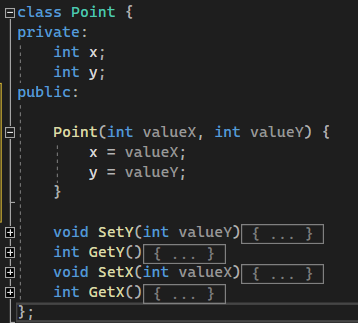 class Point {
private:
    int x;
    int y;
public:

    Point(int valueX, int valueY) {
        x = valueX;
        y = valueY;
    }

    void SetY(int valueY){ ... }
    int GetY(){ ... }
    void SetX(int valueX){ ... }
    int GetX(){ ... }
};